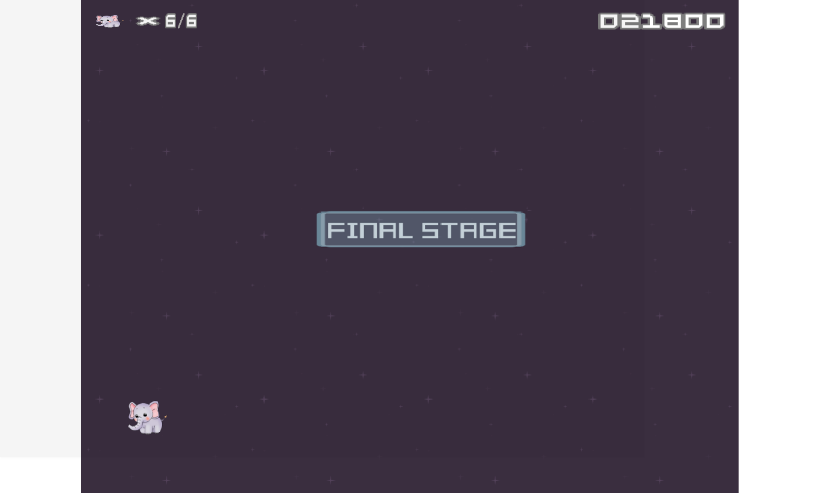 × 6/6
021800
FINAL STAGE